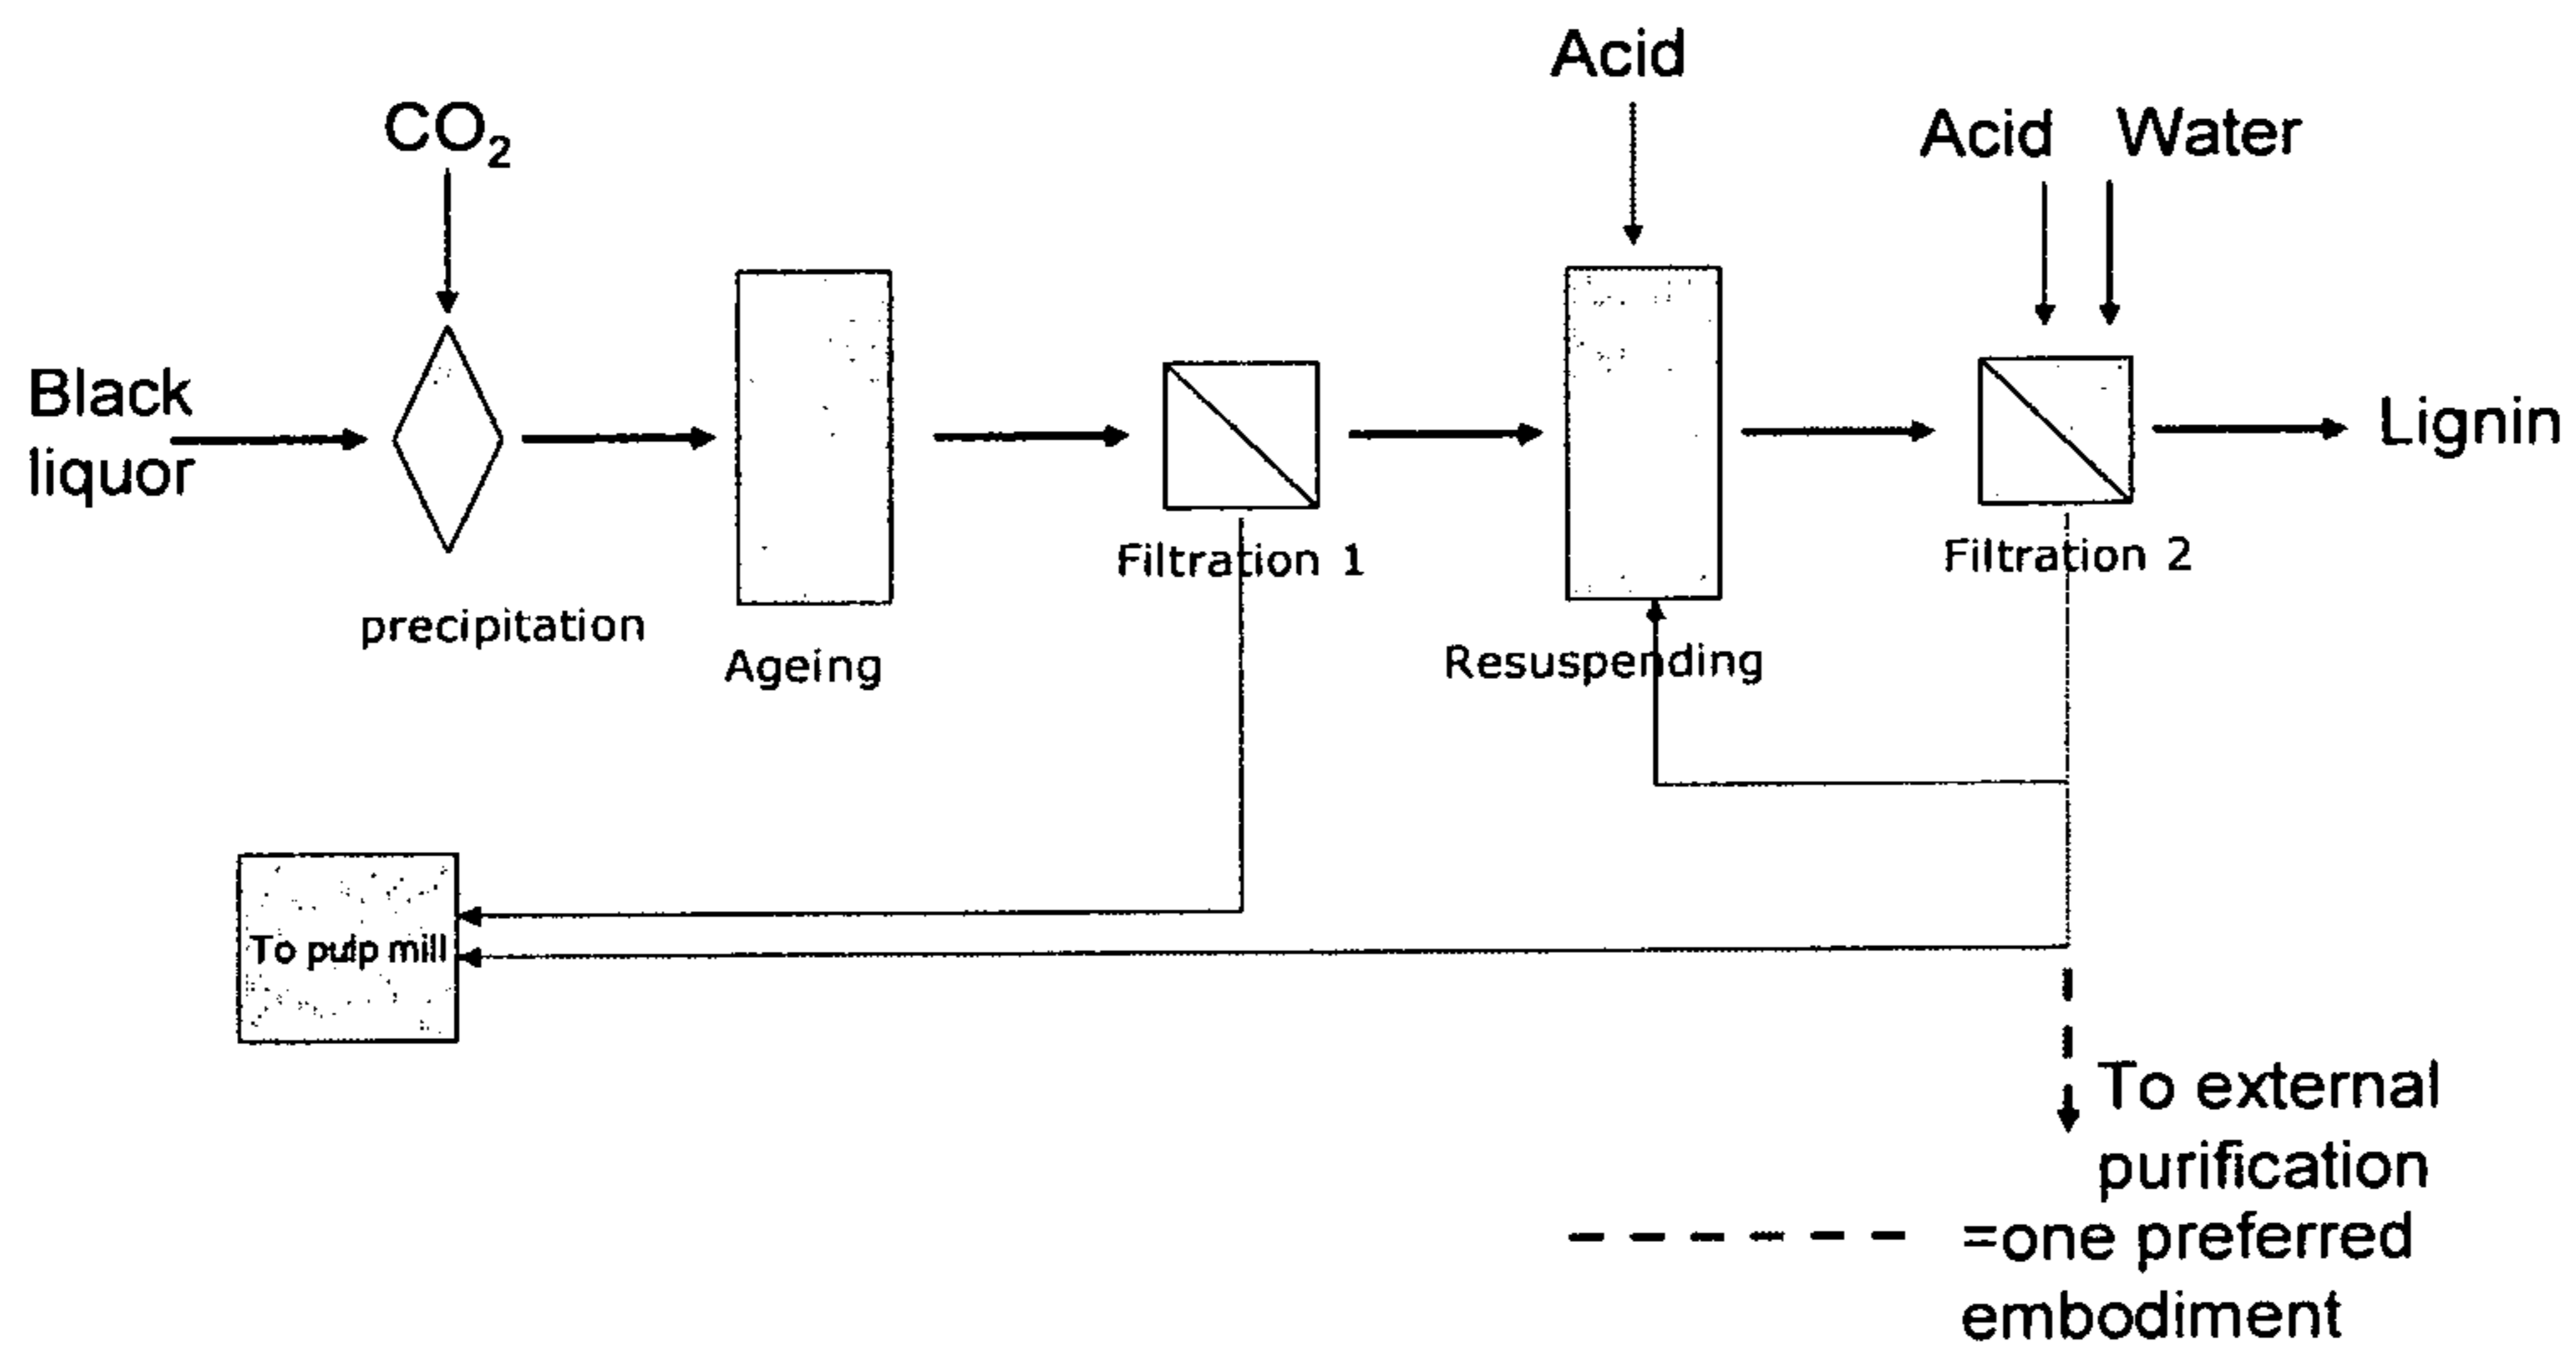 Acid
CO₂
Acid Water
Black
liquor
Lignin
Filtration 1
Filtration 2
precipitation
Ageing
Resuspending
To pulp mill
To external
purification
=one preferred
embodiment